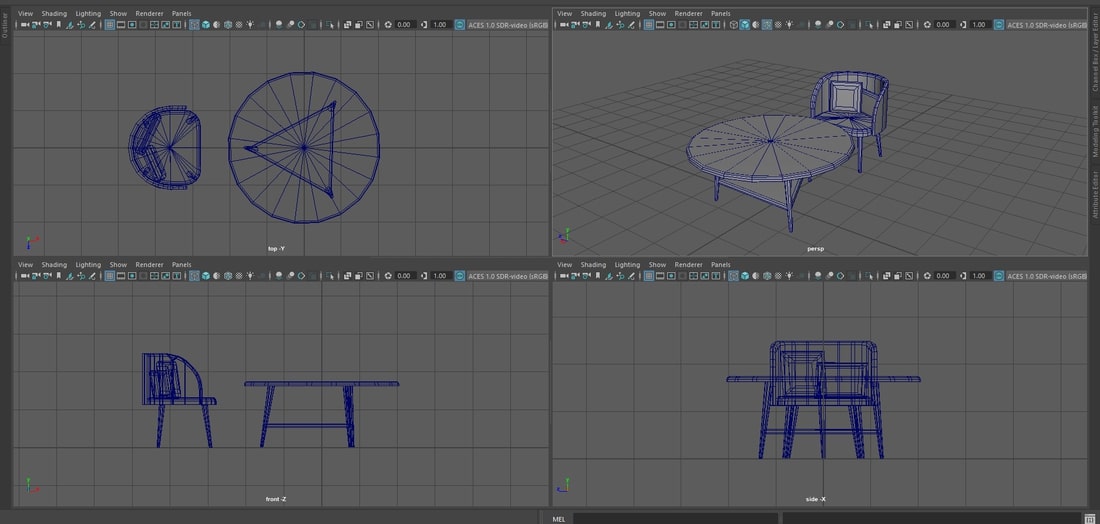 View Shading Lighting Show Renderer Panels
0.00 1.00 ACES 1.0 SDR-video (sRGB
top -Y
View Shading Lighting Show Renderer Panels
0.00 1.00 ACES 1.0 SDR-video (sRGB
persp
View Shading Lighting Show Renderer Panels
0.00 1.00 ACES 1.0 SDR-video (sRGB
front -Z
View Shading Lighting Show Renderer Panels
0.00 1.00 ACES 1.0 SDR-video (sRGB
side -X
Outliner
Channel Box / Layer Editor
Modeling Toolkit
Attribute Editor
MEL